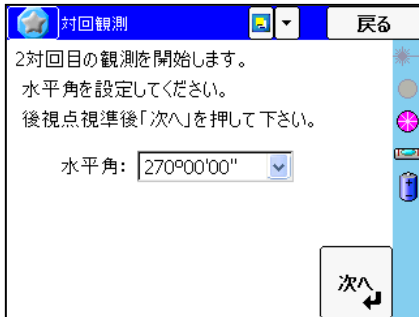 対回観測
戻る
2対回目の観測を開始します。
水平角を設定してください。
後視点視準後「次へ」を押して下さい。
水平角: 270º00'00"
次へ